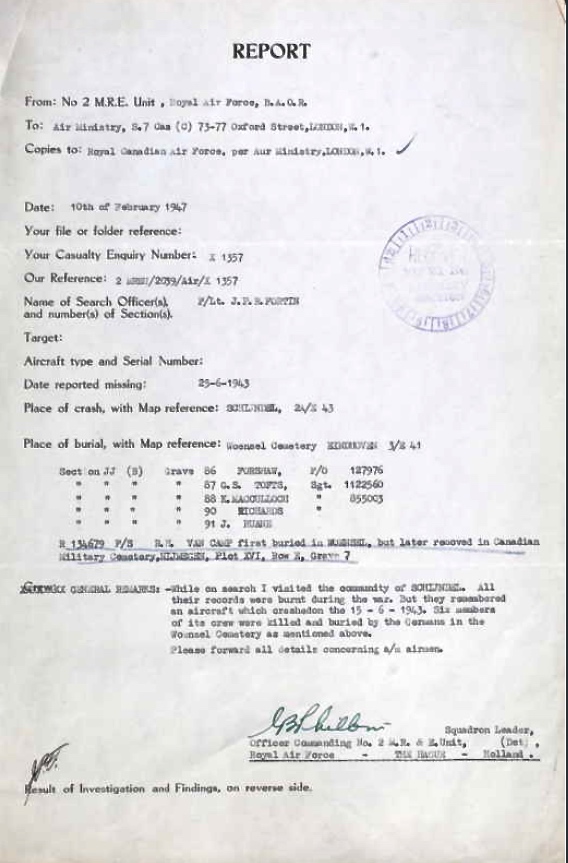 REPORT
From: No 2 M.R.E. Unit , Royal Air Force, B.A.O.R.
To: Air Ministry, S.7 Cas (C) 73-77 Oxford Street,LONDON,W.1.
Copies to: Royal Canadian Air Force, per Aur Ministry,LONDON,W.1.
Date: 10th of February 1947
Your file or folder reference:
Your Casualty Enquiry Number: X 1357
Our Reference: 2 /2039/Air/X 1357
Name of Search Officer(s), F/Lt. J.P.R.FORTIN
and number(s) of Section(s).
Target:
Aircraft type and Serial Number:
Date reported missing: 25-6-1943
Place of crash, with Map reference: SCHIJNDEL, 43
Place of burial, with Map reference: Woensel Cemetery EINDHOVEN 41
Section JJ (B) Grave 86 FORSHAW, F/O 127976
" " " " 87 G.S. TOFTS, Sgt. 1122560
" " " " 88 K.MACCULLOCH " 855003
" " " " 90 RICHARDS "
" " " " 91 J. RUANE
R 134679 F/S VAN CAMP first buried in WOENSEL, but later removed in Canadian
Military Cemetery,NIJMEGEN, Plot XVI, Row E, Grave 7
GENERAL REMARKS: -While on search I visited the community of SCHIJNDEL. All
their records were burnt during the war. But they remembered
an aircraft which crashedon the 15 - 6 - 1943. Six members
of its crew were killed and buried by the Germans in the
Woensel Cemetery as mentioned above.
Please forward all details concerning a/m airmen.
Squadron Leader,
Officer Commanding No. 2 M.R. & E.Unit, (Det) ,
Royal Air Force - THE HAGUE - Holland .
Result of Investigation and Findings, on reverse side.